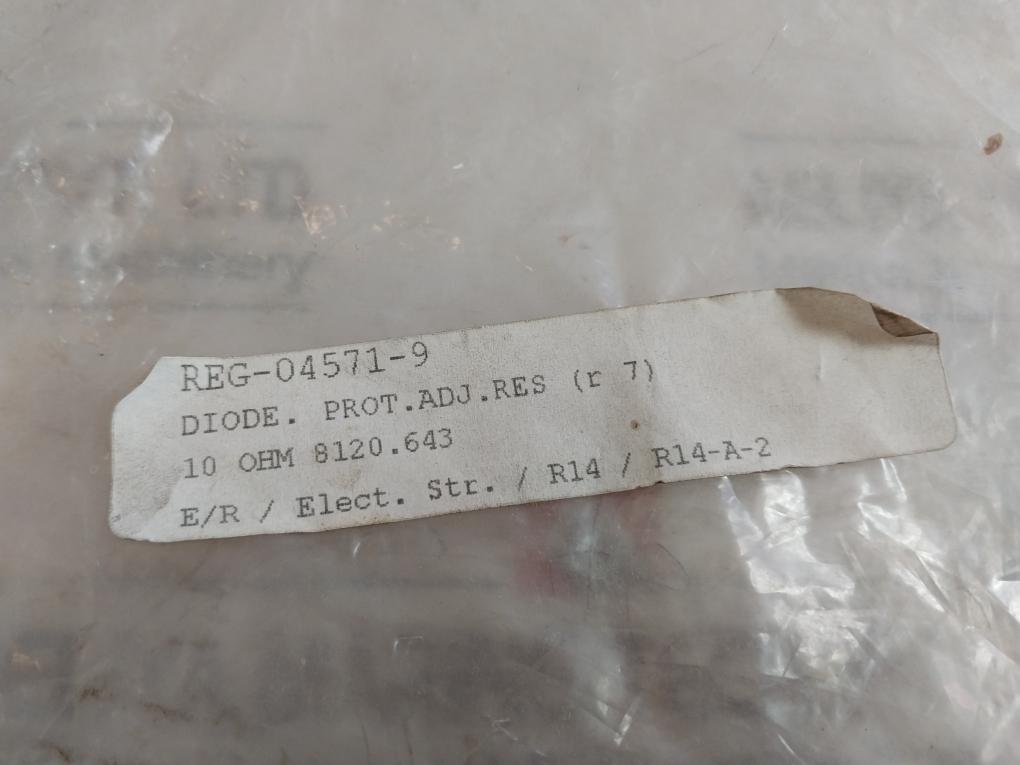 REG-04571-9
DIODE. PROT.ADJ.RES (r 7)
10 OHM 8120.643
E/R / Elect. Str. / R14 / R14-A-2